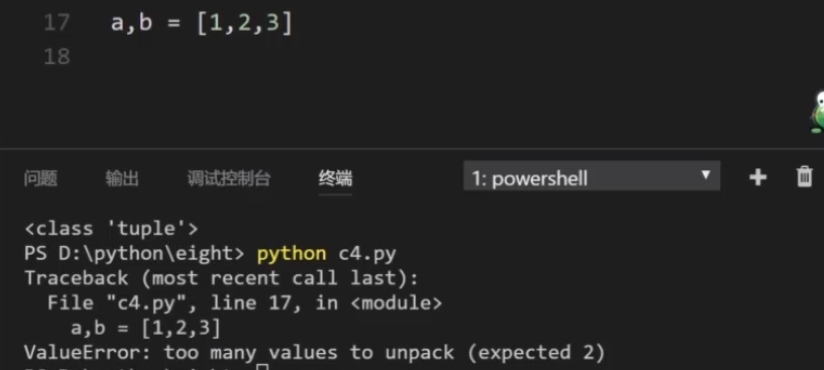 17 a,b = [1,2,3]
18
问题 输出 调试控制台 终端 1: powershell
<class 'tuple'>
PS D:\python\eight> python c4.py
Traceback (most recent call last):
  File "c4.py", line 17, in <module>
    a,b = [1,2,3]
ValueError: too many values to unpack (expected 2)